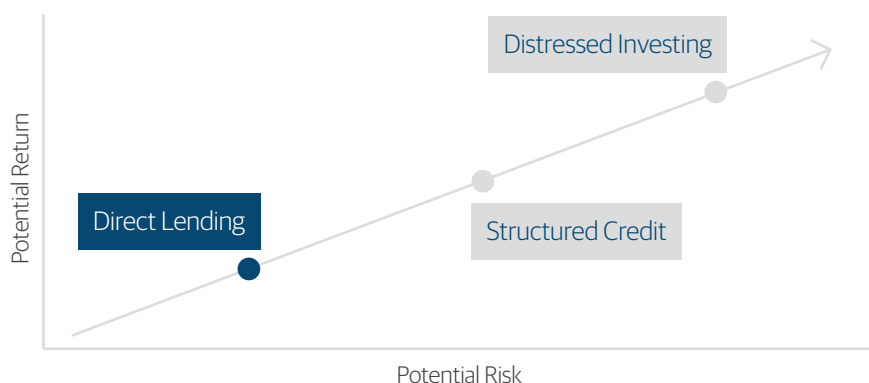 Distressed Investing
Potential Return
Direct Lending
Structured Credit
Potential Risk